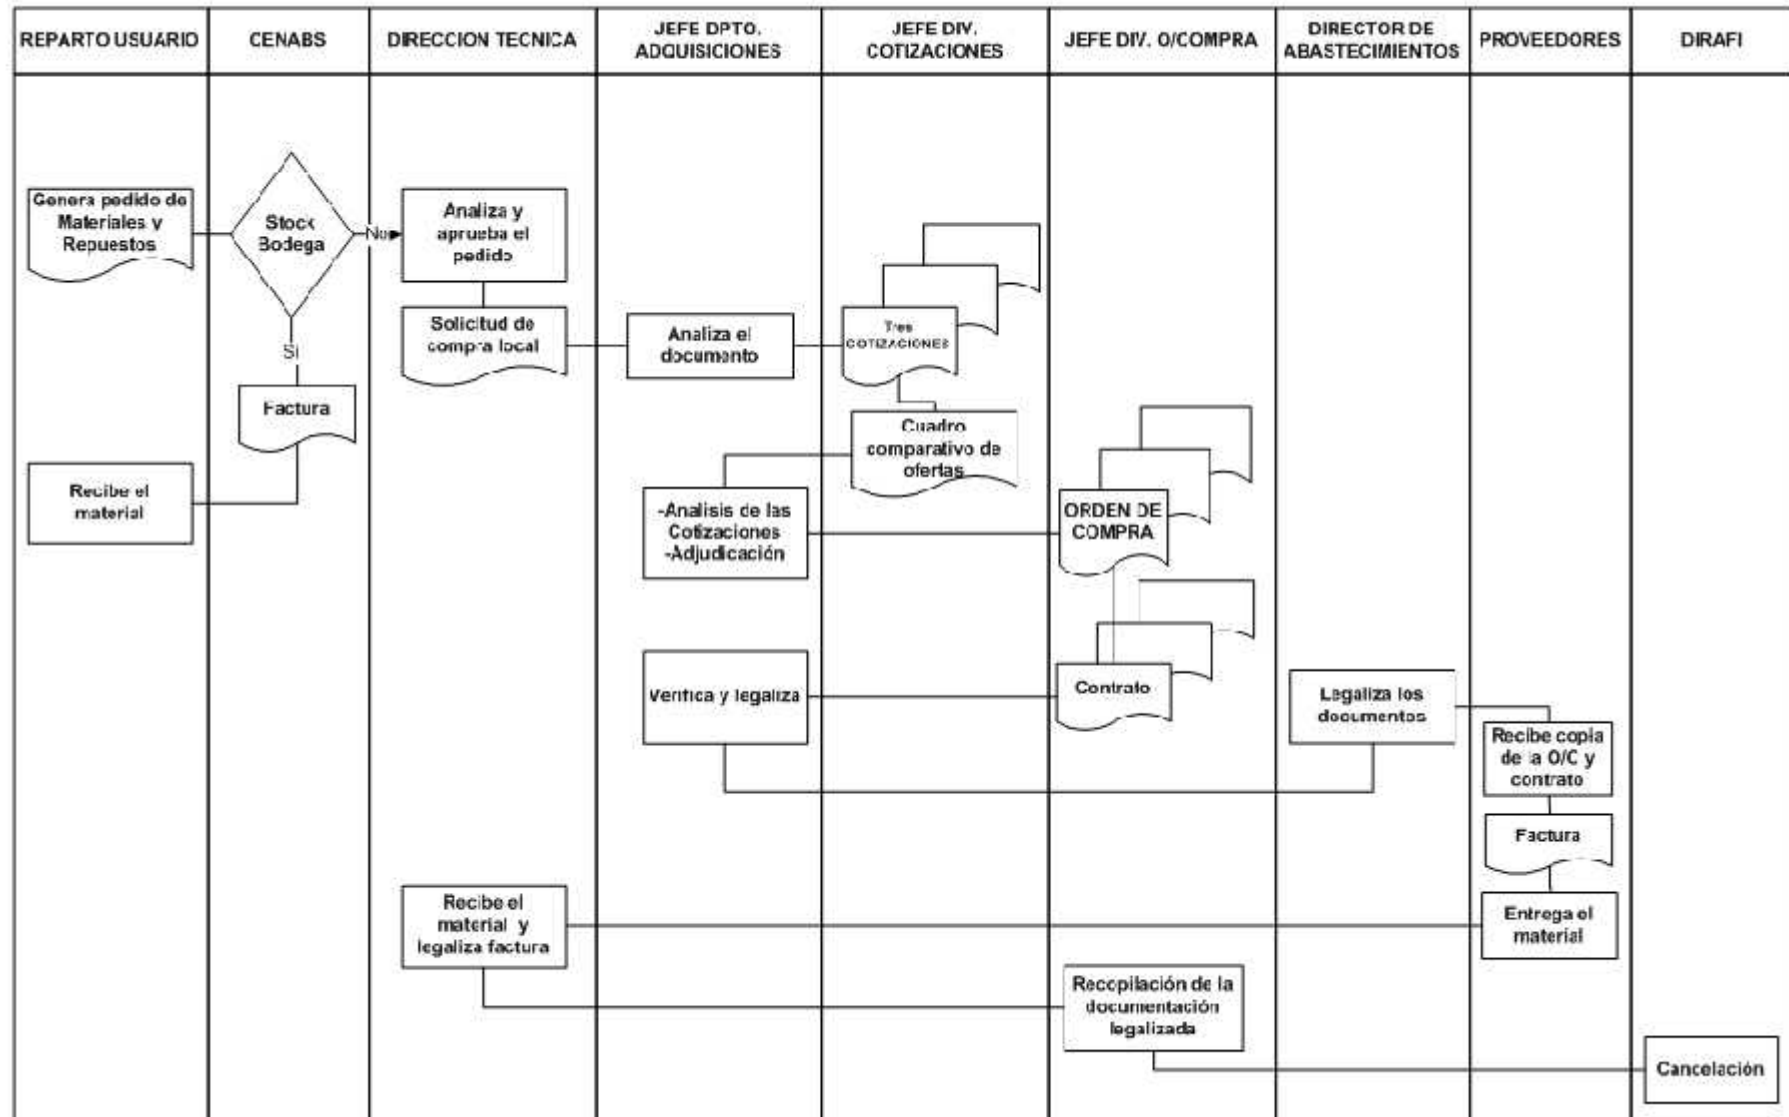 REPARTO USUARIO
CENABS
DIRECCION TECNICA
JEFE DPTO.
ADQUISICIONES
JEFE DIV.
COTIZACIONES
JEFE DIV. O/COMPRA
DIRECTOR DE
ABASTECIMIENTOS
PROVEEDORES
DIRAFI
Genera pedido de
Materiales y
Repuestos
Stock
Bodega
No
Analiza y
aprueba el
pedido
Si
Solicitud de
compra local
Analiza el
documento
Tres
COTIZACIONES
Factura
Cuadro
comparativo de
ofertas
Recibe el
material
-Analisis de las
Cotizaciones
-Adjudicación
ORDEN DE
COMPRA
Verifica y legaliza
Contrato
Legaliza los
documentos
Recibe copia
de la O/C y
contrato
Factura
Recibe el
material y
legaliza factura
Entrega el
material
Recopilación de la
documentación
legalizada
Cancelación